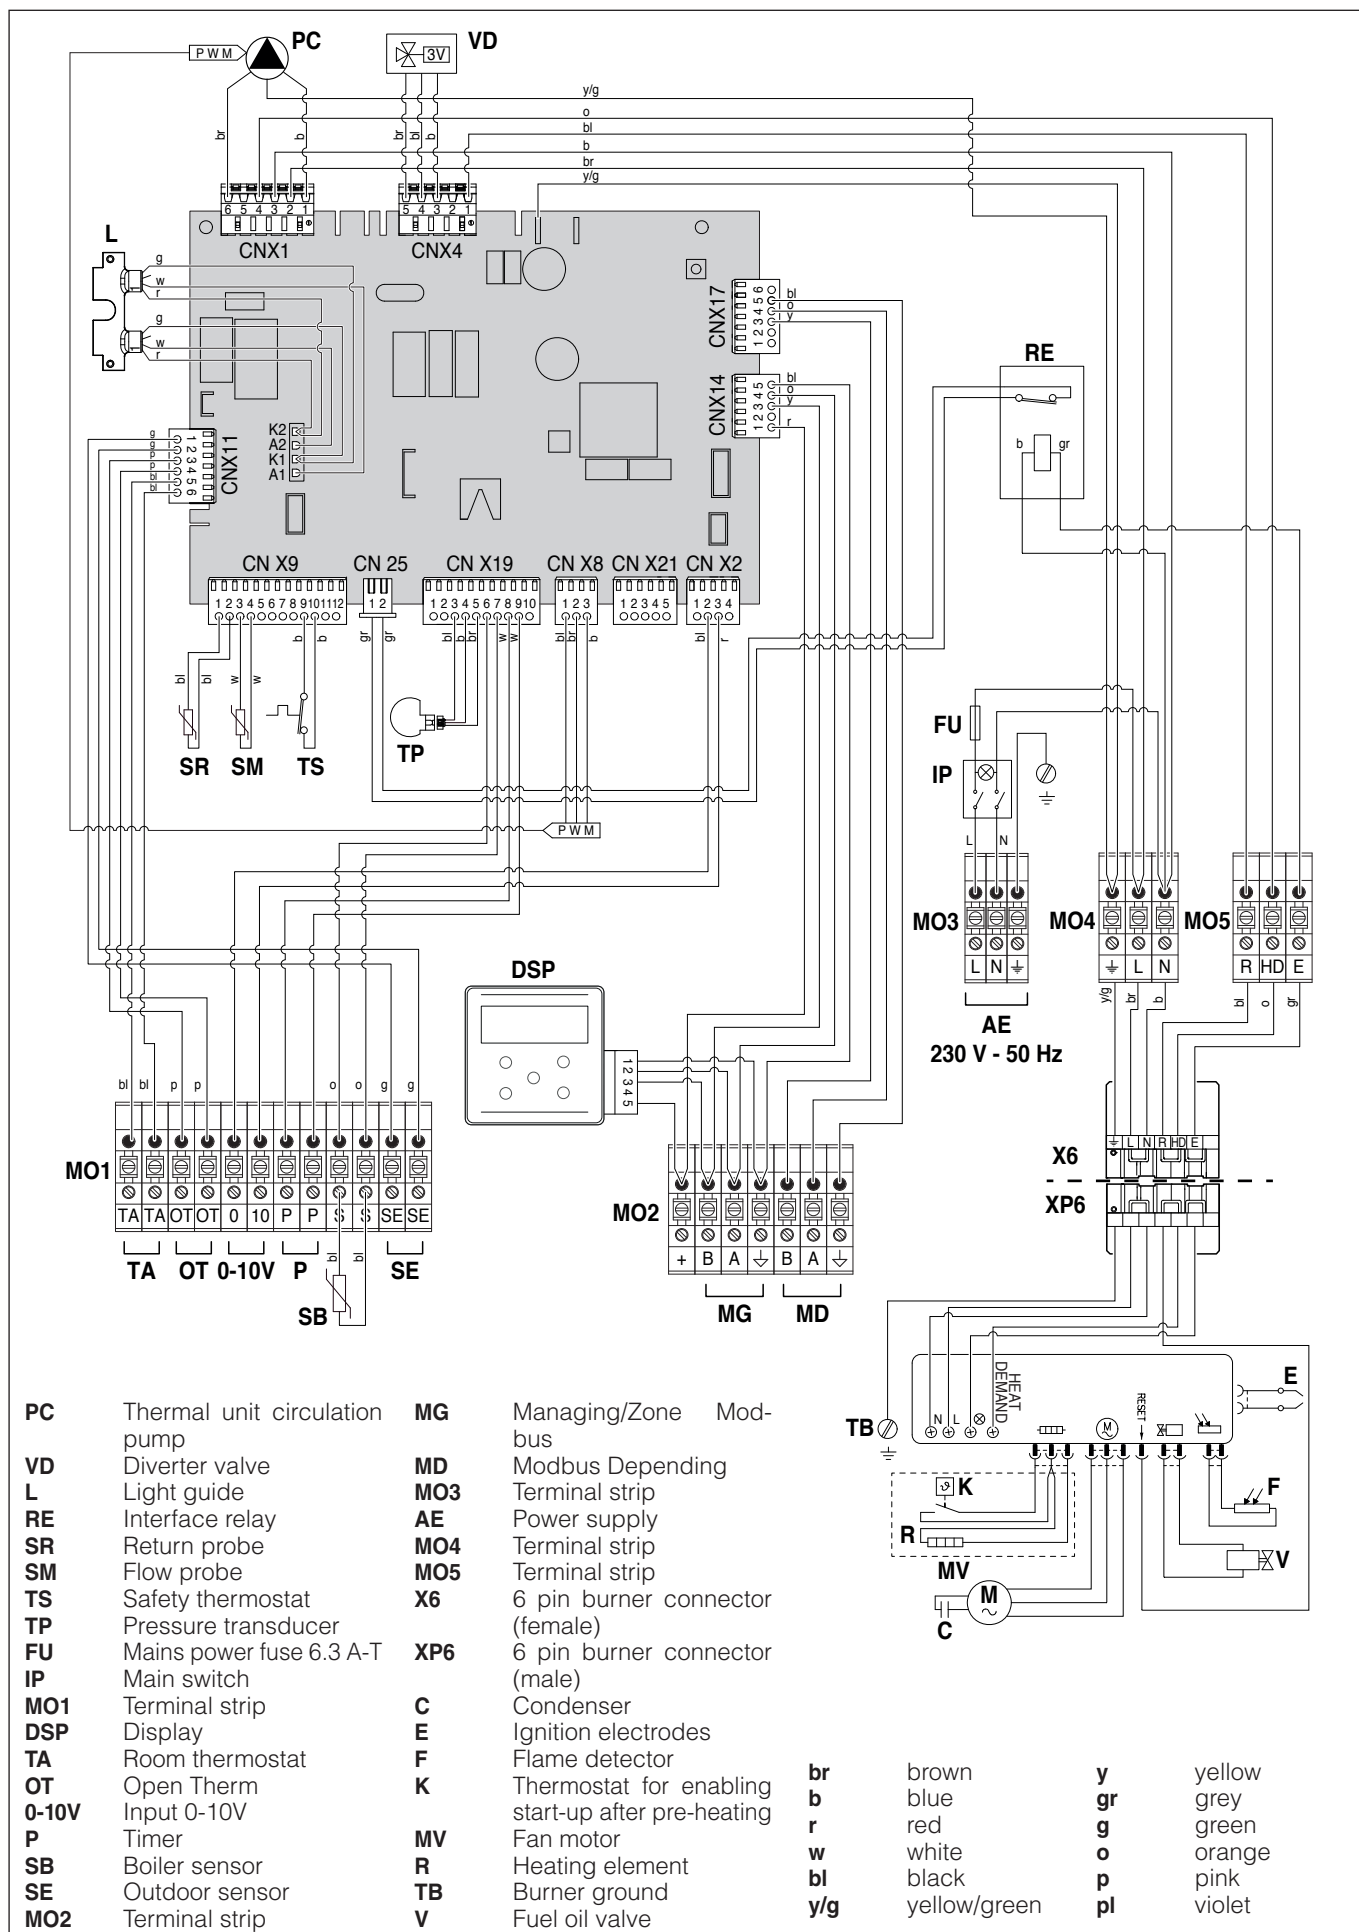 PC
VD
P W M
3V
y/g
o
bl
b
br
y/g
br
b
br
bl
b
6 5 4 3 2 1
5 4 3 2 1
CNX1
CNX4
L
g
w
r
g
w
r
CNX17
1 2 3 4 5 6
bl
o
y
RE
CNX14
1 2 3 4 5
bl
o
y
r
b
gr
K2
A2
K1
A1
g
g
p
p
bl
bl
1 2 3 4 5 6
CNX11
CN X9
CN 25
CN X19
CN X8
CN X21
CN X2
1 2 3 4 5 6 7 8 9 10 11 12
1 2
1 2 3 4 5 6 7 8 9 10
1 2 3
1 2 3 4 5
1 2 3 4
b
b
gr
gr
bl
b
br
w
w
bl
br
b
bl
r
bl
bl
w
w
SR
SM
TS
TP
FU
IP
P W M
L
N
MO3
MO4
MO5
L N
L N
R HD E
AE
230 V - 50 Hz
y/g
br
b
bl
o
gr
DSP
1 2 3 4 5
bl
bl
p
p
o
o
g
g
MO1
TA TA OT OT 0 10 P P S S SE SE
TA
OT
0-10V
P
SE
bl
bl
SB
MO2
+ B A
B A
MG
MD
L N R HD E
X6
XP6
HEAT DEMAND
N
L
RESET
M
E
TB
K
R
MV
F
V
M
C
PC Thermal unit circulation
pump
VD Diverter valve
L Light guide
RE Interface relay
SR Return probe
SM Flow probe
TS Safety thermostat
TP Pressure transducer
FU Mains power fuse 6.3 A-T
IP Main switch
MO1 Terminal strip
DSP Display
TA Room thermostat
OT Open Therm
0-10V Input 0-10V
P Timer
SB Boiler sensor
SE Outdoor sensor
MO2 Terminal strip
MG Managing/Zone Mod-
bus
MD Modbus Depending
MO3 Terminal strip
AE Power supply
MO4 Terminal strip
MO5 Terminal strip
X6 6 pin burner connector
(female)
XP6 6 pin burner connector
(male)
C Condenser
E Ignition electrodes
F Flame detector
K Thermostat for enabling
start-up after pre-heating
MV Fan motor
R Heating element
TB Burner ground
V Fuel oil valve
br brown
b blue
r red
w white
bl black
y/g yellow/green
y yellow
gr grey
g green
o orange
p pink
pl violet